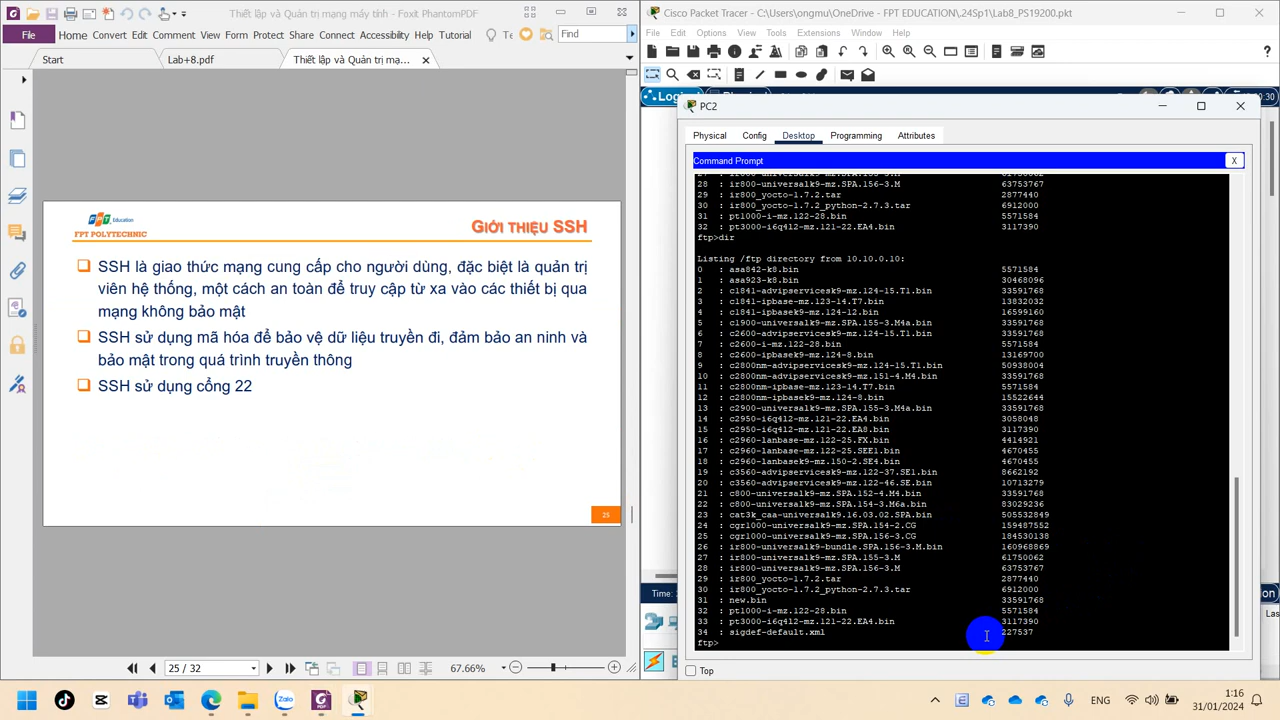 Thiết lập và Quản trị mạng máy tính - Foxit PhantomPDF
File Home Convert Edit Organize Comment View Form Protect Share Connect Accessibility Help Tutorial Find
Start Lab+8.pdf Thiết lập và Quản trị mạ...
FPT Education
FPT POLYTECHNIC
GIỚI THIỆU SSH
SSH là giao thức mạng cung cấp cho người dùng, đặc biệt là quản trị
viên hệ thống, một cách an toàn để truy cập từ xa vào các thiết bị qua
mạng không bảo mật
SSH sử dụng mã hóa để bảo vệ dữ liệu truyền đi, đảm bảo an ninh và
bảo mật trong quá trình truyền thông
SSH sử dụng cổng 22
25
25 / 32 67.66%
Cisco Packet Tracer - C:\Users\ongmu\OneDrive - FPT EDUCATION\.24Sp1\Lab8_PS19200.pkt
File Edit Options View Tools Extensions Window Help
PC2
Physical Config Desktop Programming Attributes
Command Prompt X
28 : ir800-universalk9-mz.SPA.156-3.M 63753767
29 : ir800_yocto-1.7.2.tar 2877440
30 : ir800_yocto-1.7.2_python-2.7.3.tar 6912000
31 : pt1000-i-mz.122-28.bin 5571584
32 : pt3000-i6q4l2-mz.121-22.EA4.bin 3117390
ftp>dir
Listing /ftp directory from 10.10.0.10:
0 : asa842-k8.bin 5571584
1 : asa923-k8.bin 30468096
2 : c1841-advipservicesk9-mz.124-15.T1.bin 33591768
3 : c1841-ipbase-mz.123-14.T7.bin 13832032
4 : c1841-ipbasek9-mz.124-12.bin 16599160
5 : c1900-universalk9-mz.SPA.155-3.M4a.bin 33591768
6 : c2600-advipservicesk9-mz.124-15.T1.bin 33591768
7 : c2600-i-mz.122-28.bin 5571584
8 : c2600-ipbasek9-mz.124-8.bin 13169700
9 : c2800nm-advipservicesk9-mz.124-15.T1.bin 50938004
10 : c2800nm-advipservicesk9-mz.151-4.M4.bin 33591768
11 : c2800nm-ipbase-mz.123-14.T7.bin 5571584
12 : c2800nm-ipbasek9-mz.124-8.bin 15522644
13 : c2900-universalk9-mz.SPA.155-3.M4a.bin 33591768
14 : c2950-i6q4l2-mz.121-22.EA4.bin 3058048
15 : c2950-i6q4l2-mz.121-22.EA8.bin 3117390
16 : c2960-lanbase-mz.122-25.FX.bin 4414921
17 : c2960-lanbase-mz.122-25.SEE1.bin 4670455
18 : c2960-lanbasek9-mz.150-2.SE4.bin 4670455
19 : c3560-advipservicesk9-mz.122-37.SE1.bin 8662192
20 : c3560-advipservicesk9-mz.122-46.SE.bin 10713279
21 : c800-universalk9-mz.SPA.152-4.M4.bin 33591768
22 : c800-universalk9-mz.SPA.154-3.M6a.bin 83029236
23 : cat3k_caa-universalk9.16.03.02.SPA.bin 505532849
24 : cgr1000-universalk9-mz.SPA.154-2.CG 159487552
25 : cgr1000-universalk9-mz.SPA.156-3.CG 184530138
26 : ir800-universalk9-bundle.SPA.156-3.M.bin 160968869
27 : ir800-universalk9-mz.SPA.155-3.M 61750062
28 : ir800-universalk9-mz.SPA.156-3.M 63753767
29 : ir800_yocto-1.7.2.tar 2877440
30 : ir800_yocto-1.7.2_python-2.7.3.tar 6912000
31 : new.bin 33591768
32 : pt1000-i-mz.122-28.bin 5571584
33 : pt3000-i6q4l2-mz.121-22.EA4.bin 3117390
34 : sigdef-default.xml 227537
ftp>
Top
Time:
ENG 1:16
31/01/2024